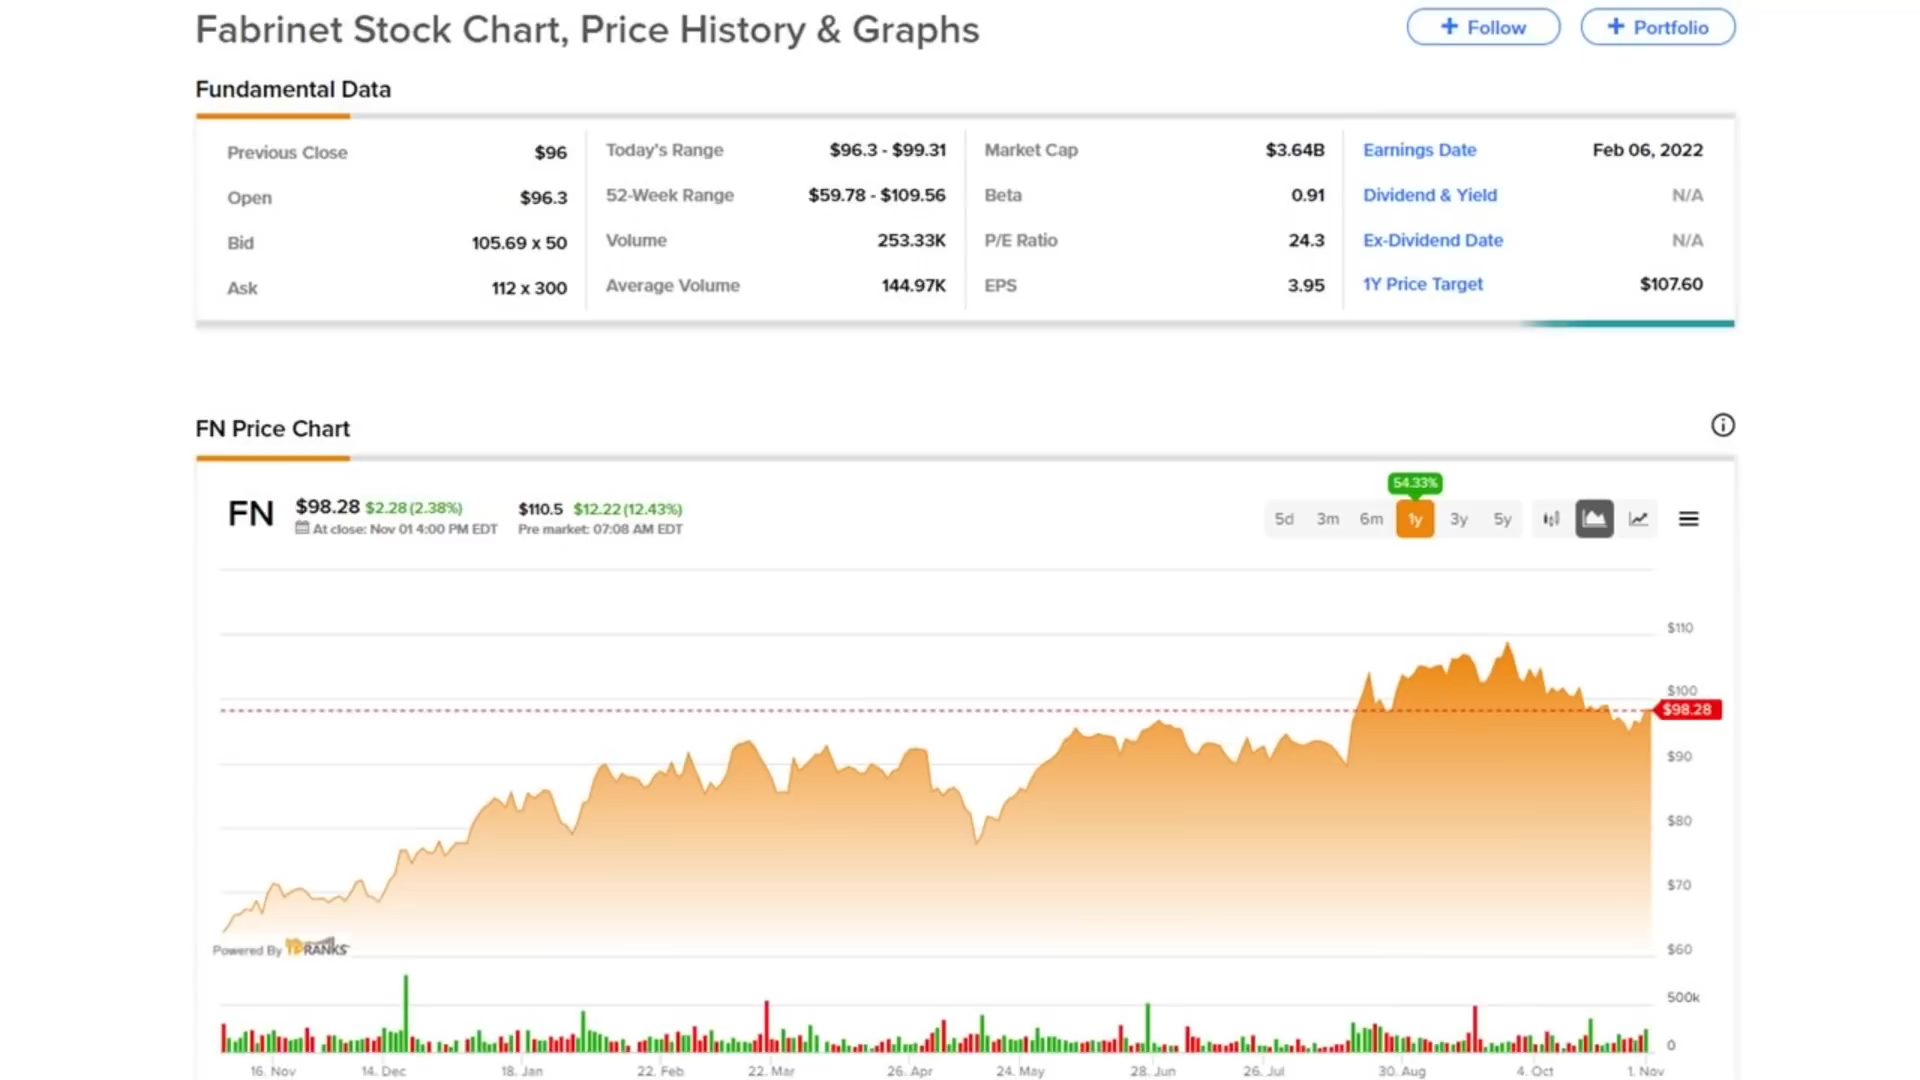 Fabrinet Stock Chart, Price History & Graphs
+ Follow
+ Portfolio
Fundamental Data
Previous Close $96
Open $96.3
Bid 105.69 x 50
Ask 112 x 300
Today's Range $96.3 - $99.31
52-Week Range $59.78 - $109.56
Volume 253.33K
Average Volume 144.97K
Market Cap $3.64B
Beta 0.91
P/E Ratio 24.3
EPS 3.95
Earnings Date Feb 06, 2022
Dividend & Yield N/A
Ex-Dividend Date N/A
1Y Price Target $107.60
FN Price Chart
FN
$98.28 $2.28 (2.38%)
At close: Nov 01 4:00 PM EDT
$110.5 $12.22 (12.43%)
Pre market: 07:08 AM EDT
54.33%
5d 3m 6m 1y 3y 5y
$110
$100
$98.28
$90
$80
$70
$60
Powered By TIPRANKS
500k
0
16. Nov 14. Dec 18. Jan 22. Feb 22. Mar 26. Apr 24. May 28. Jun 26. Jul 30. Aug 4. Oct 1. Nov